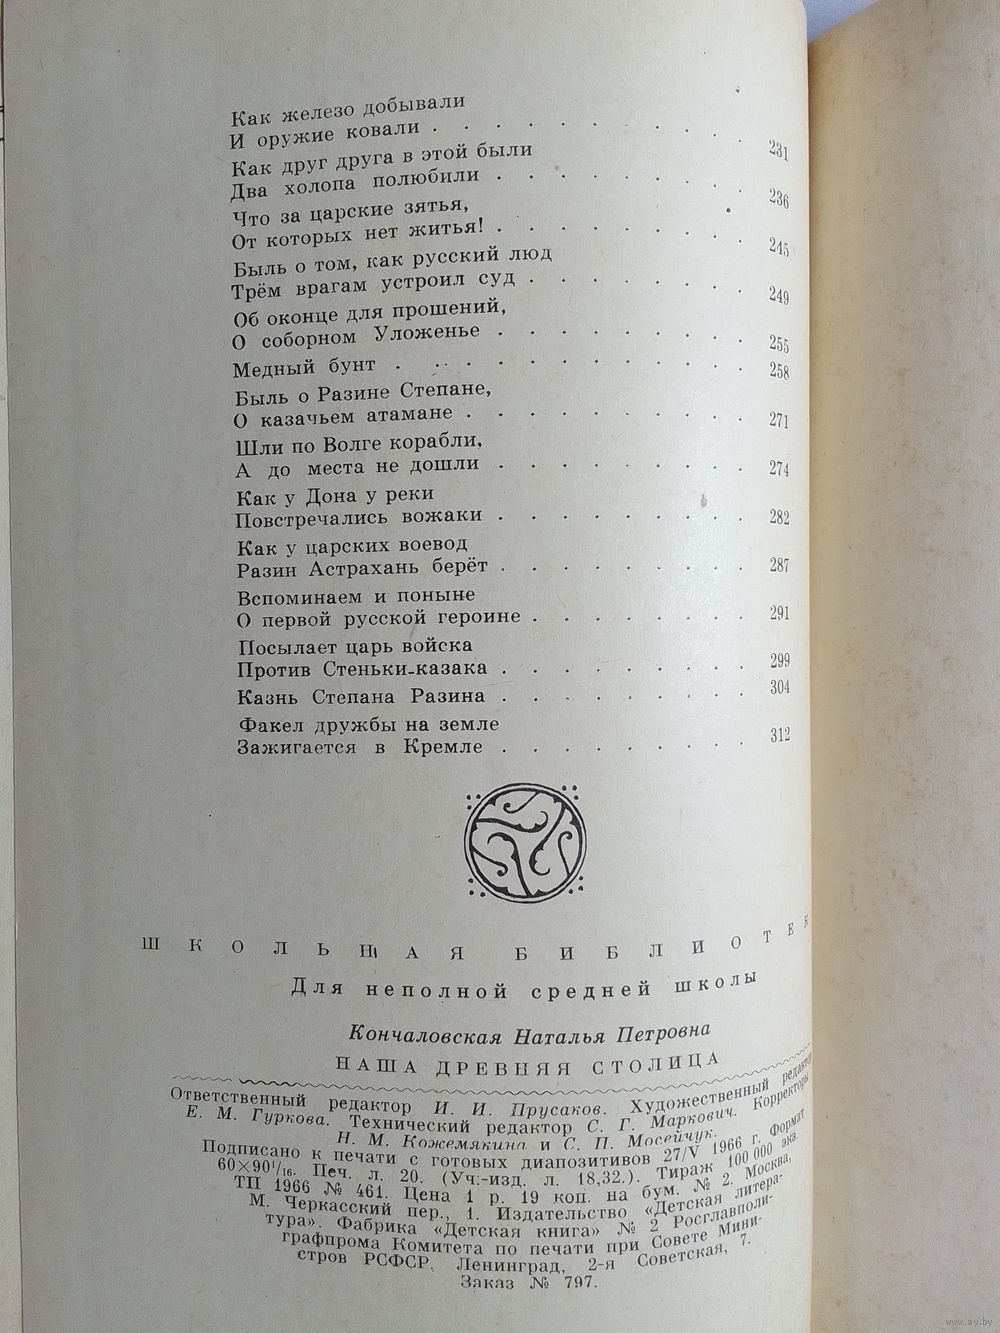 Как железо добывали
И оружие ковали . . . . . . . . . . 231
Как друг друга в этой были
Два холопа полюбили . . . . . . . . 236
Что за царские зятья,
От которых нет житья! . . . . . . . . 245
Быль о том, как русский люд
Трём врагам устроил суд . . . . . . . 249
Об оконце для прошений,
О соборном Уложенье . . . . . . . . 255
Медный бунт . . . . . . . . . . . 258
Быль о Разине Степане,
О казачьем атамане . . . . . . . . . 271
Шли по Волге корабли,
А до места не дошли . . . . . . . . 274
Как у Дона у реки
Повстречались вожаки . . . . . . . . 282
Как у царских воевод
Разин Астрахань берёт . . . . . . . . 287
Вспоминаем и поныне
О первой русской героине . . . . . . . 291
Посылает царь войска
Против Стеньки-казака . . . . . . . . 299
Казнь Степана Разина . . . . . . . . 304
Факел дружбы на земле
Зажигается в Кремле . . . . . . . . 312
ШКОЛЬНАЯ БИБЛИОТЕК
Для неполной средней школы
Кончаловская Наталья Петровна
НАША ДРЕВНЯЯ СТОЛИЦА
Ответственный редактор И. И. Прусаков. Художественный редактор
Е. М. Гуркова. Технический редактор С. Г. Маркович. Корректоры
Н. М. Кожемякина и С. П. Мосейчук.
Подписано к печати с готовых диапозитивов 27/V 1966 г. Формат
60×90 1/16. Печ. л. 20. (Уч.-изд. л. 18,32.). Тираж 100 000 экз.
ТП 1966 № 461. Цена 1 р. 19 коп. на бум. № 2. Москва,
М. Черкасский пер., 1. Издательство «Детская литера-
тура». Фабрика «Детская книга» № 2 Росглавполи-
графпрома Комитета по печати при Совете Мини-
стров РСФСР. Ленинград, 2-я Советская, 7.
Заказ № 797.
www.ay.by